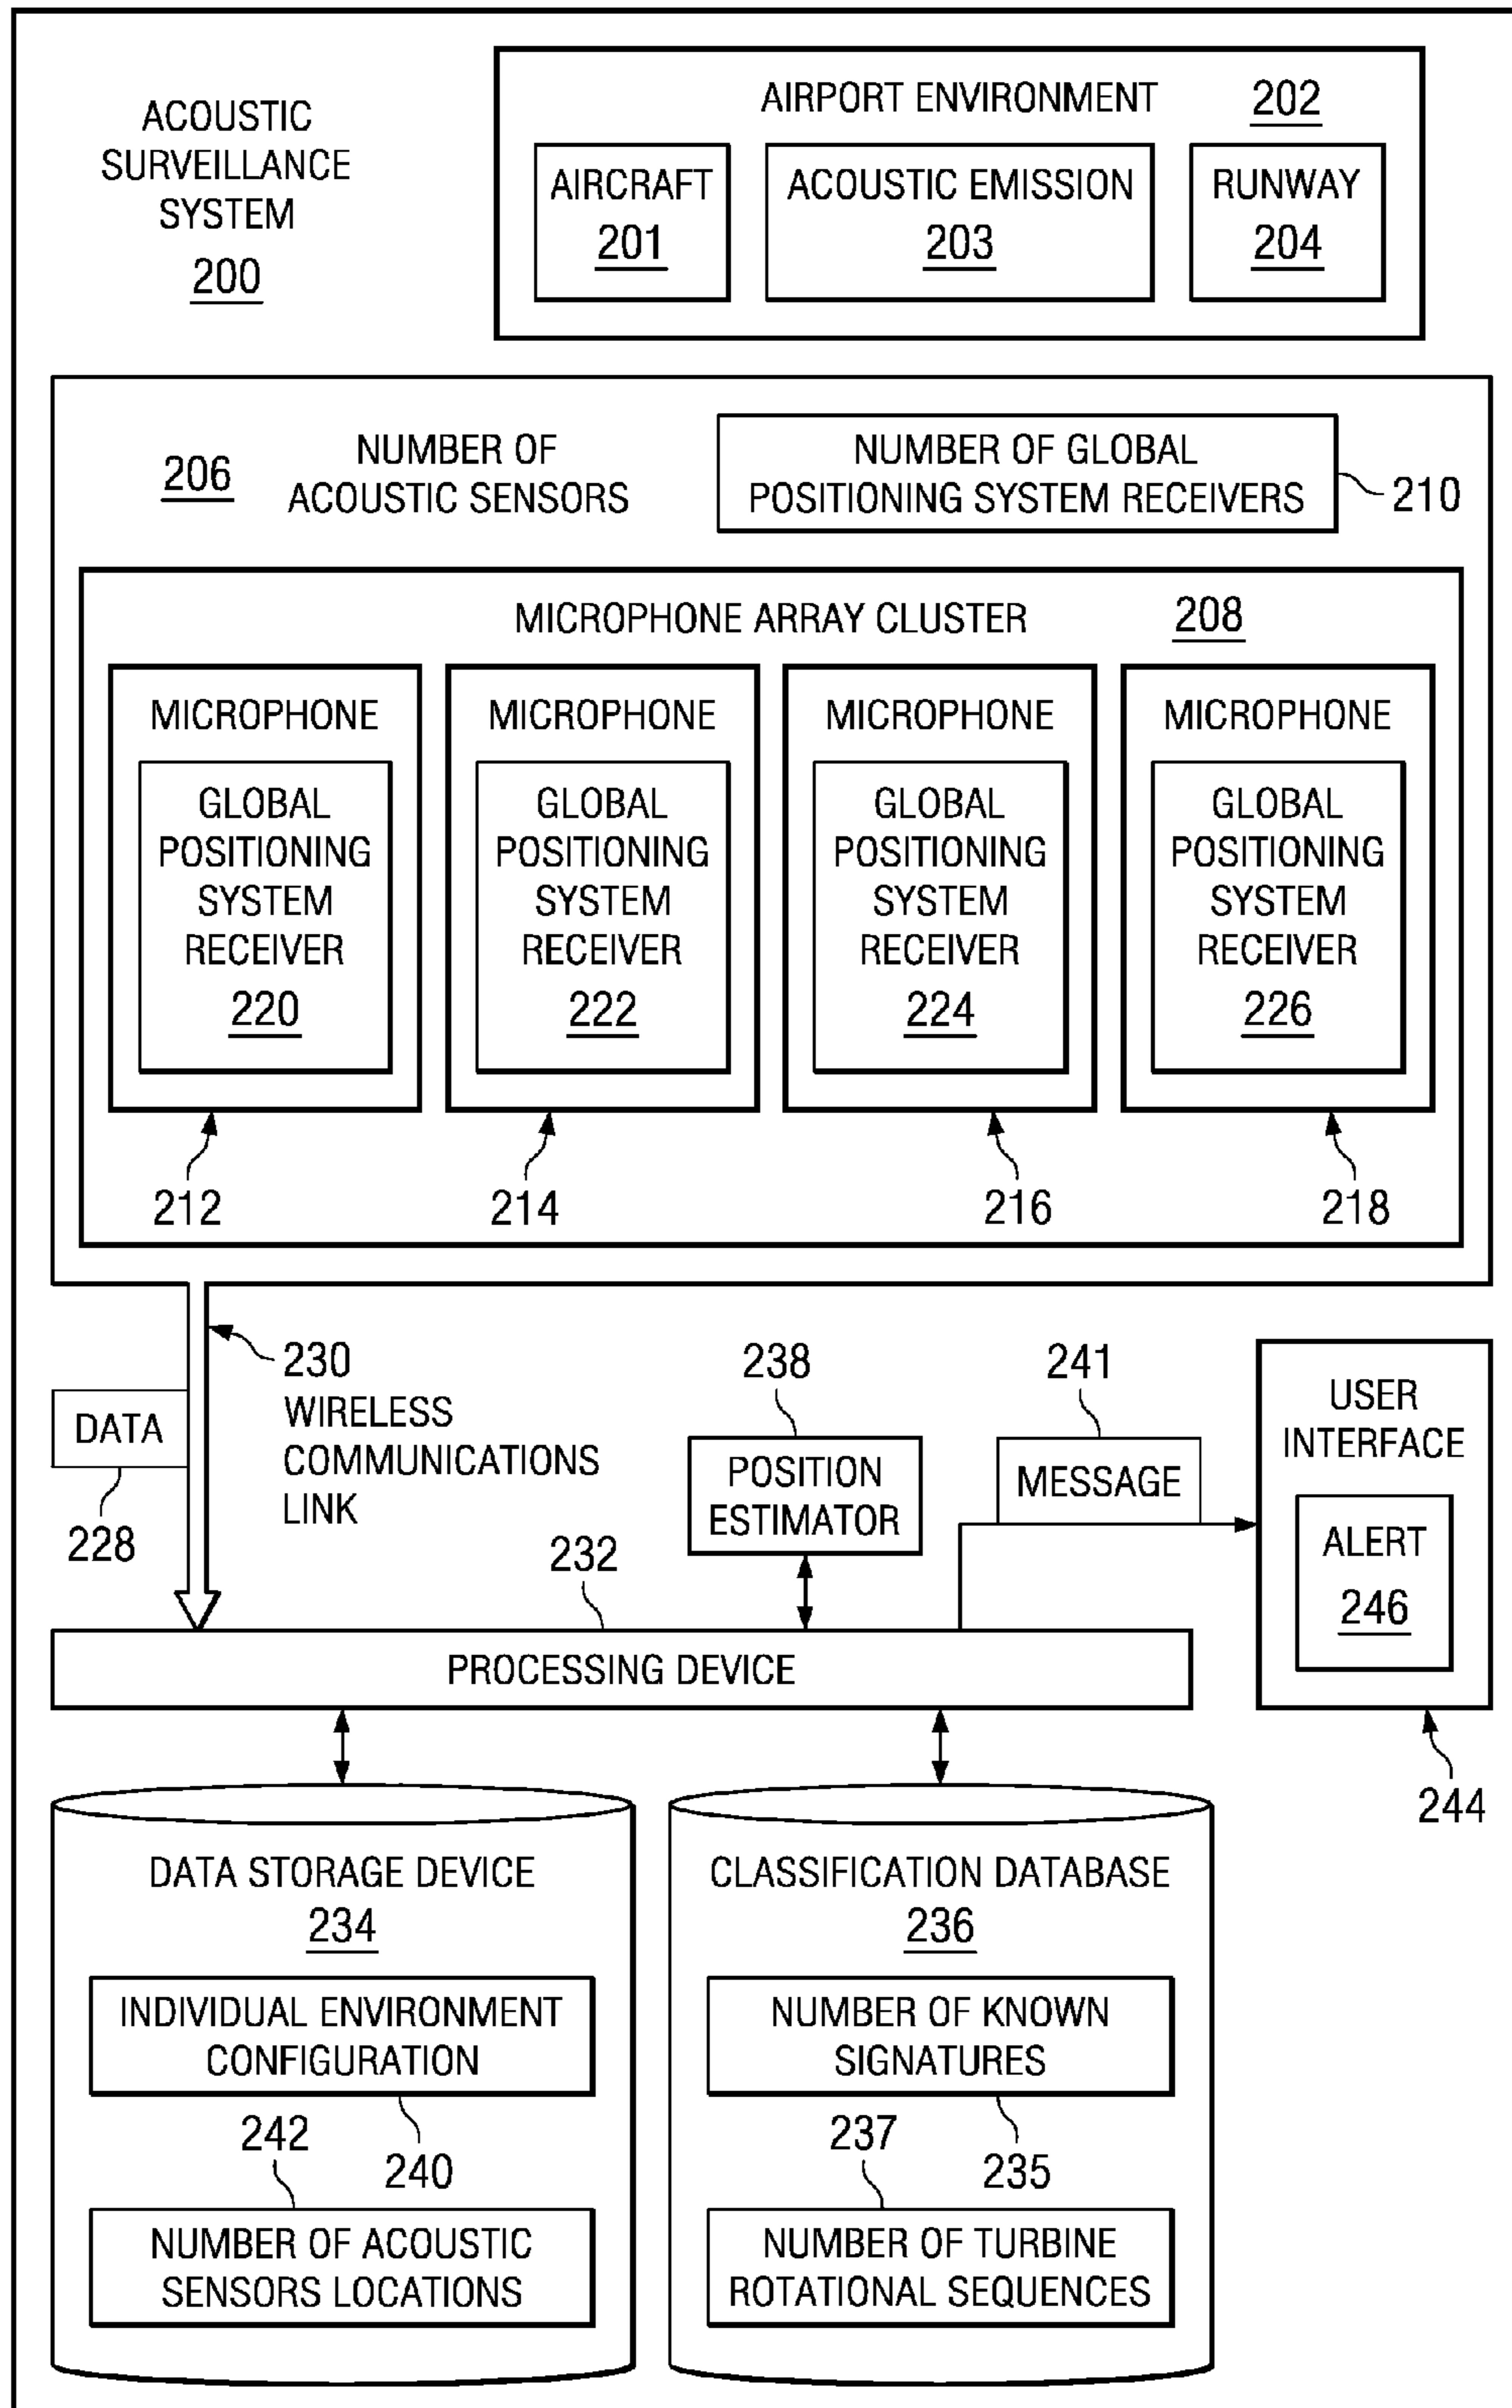 ACOUSTIC
SURVEILLANCE
SYSTEM
200
AIRPORT ENVIRONMENT 202
AIRCRAFT
201
ACOUSTIC EMISSION
203
RUNWAY
204
206
NUMBER OF
ACOUSTIC SENSORS
NUMBER OF GLOBAL
POSITIONING SYSTEM RECEIVERS
210
MICROPHONE ARRAY CLUSTER 208
MICROPHONE
GLOBAL
POSITIONING
SYSTEM
RECEIVER
220
212
MICROPHONE
GLOBAL
POSITIONING
SYSTEM
RECEIVER
222
214
MICROPHONE
GLOBAL
POSITIONING
SYSTEM
RECEIVER
224
216
MICROPHONE
GLOBAL
POSITIONING
SYSTEM
RECEIVER
226
218
DATA
228
230
WIRELESS
COMMUNICATIONS
LINK
238
POSITION
ESTIMATOR
241
MESSAGE
USER
INTERFACE
ALERT
246
244
232
PROCESSING DEVICE
DATA STORAGE DEVICE
234
INDIVIDUAL ENVIRONMENT
CONFIGURATION
240
242
NUMBER OF ACOUSTIC
SENSORS LOCATIONS
CLASSIFICATION DATABASE
236
NUMBER OF KNOWN
SIGNATURES
235
237
NUMBER OF TURBINE
ROTATIONAL SEQUENCES